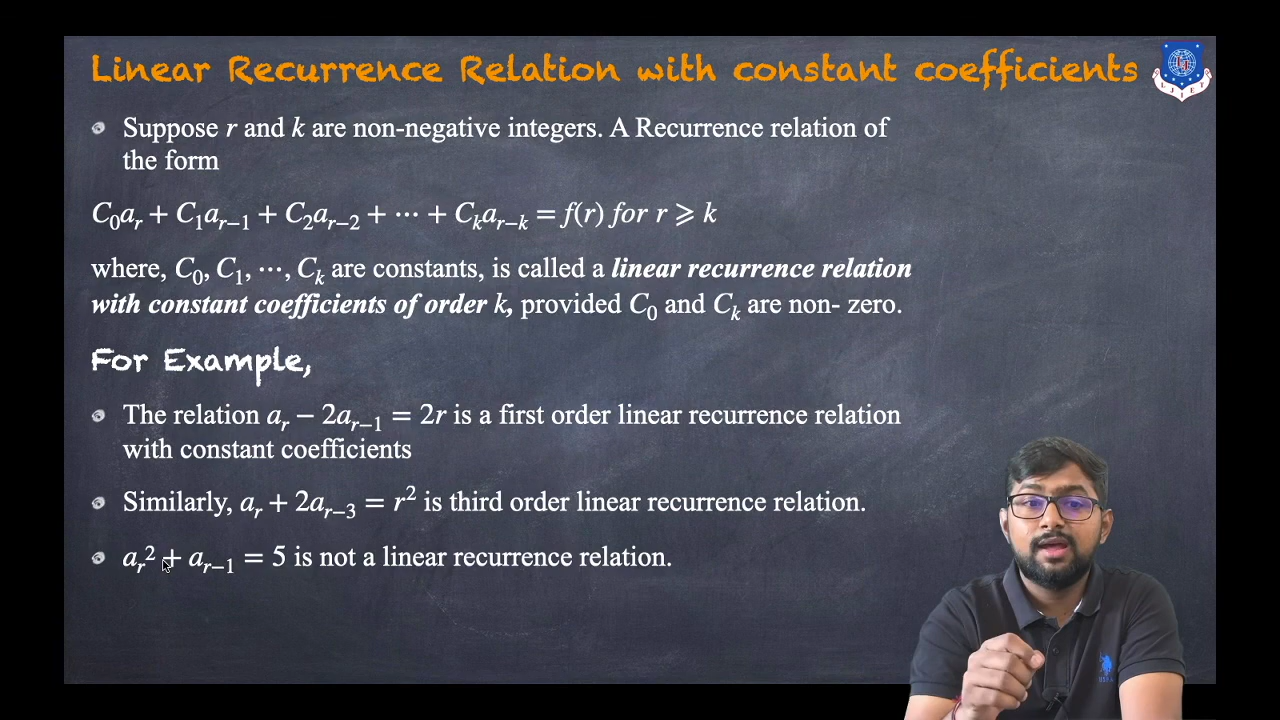 Linear Recurrence Relation with constant coefficients
Suppose r and k are non-negative integers. A Recurrence relation of
the form
C₀aᵣ + C₁aᵣ₋₁ + C₂aᵣ₋₂ + ⋯ + Cₖaᵣ₋ₖ = f(r) for r ⩾ k
where, C₀, C₁, ⋯, Cₖ are constants, is called a linear recurrence relation
with constant coefficients of order k, provided C₀ and Cₖ are non- zero.
For Example,
The relation aᵣ − 2aᵣ₋₁ = 2r is a first order linear recurrence relation
with constant coefficients
Similarly, aᵣ + 2aᵣ₋₃ = r² is third order linear recurrence relation.
aᵣ² + aᵣ₋₁ = 5 is not a linear recurrence relation.